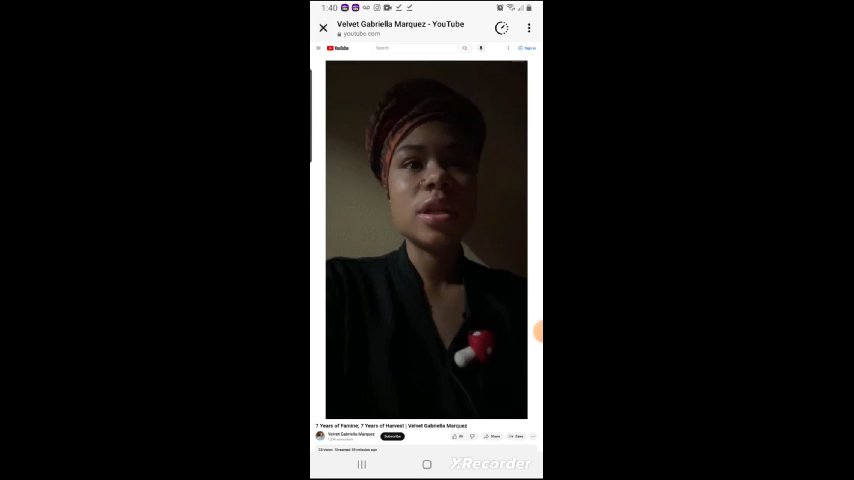 1:40
Velvet Gabriella Marquez - YouTube
youtube.com
YouTube
Search
Sign in
7 Years of Famine; 7 Years of Harvest | Velvet Gabriella Marquez
Velvet Gabriella Marquez
Subscribe
Share
Save
XRecorder